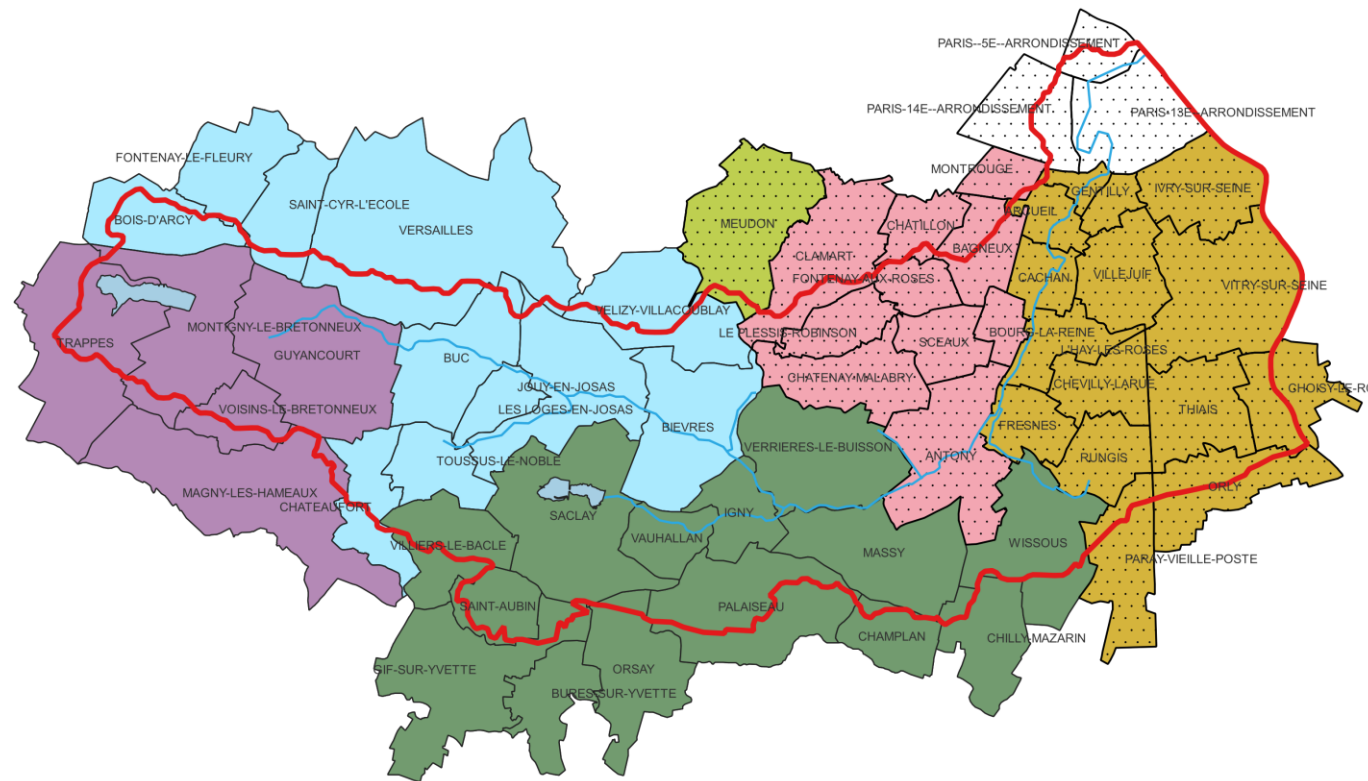 PARIS--5E--ARRONDISSEMENT
PARIS-14E--ARRONDISSEMENT
PARIS-13E--ARRONDISSEMENT
FONTENAY-LE-FLEURY
MONTROUGE
SAINT-CYR-L'ECOLE
GENTILLY
IVRY-SUR-SEINE
BOIS-D'ARCY
VERSAILLES
MEUDON
CHATILLON
ARCUEIL
BAGNEUX
CLAMART
FONTENAY-AUX-ROSES
CACHAN
VILLEJUIF
VITRY-SUR-SEINE
VELIZY-VILLACOUBLAY
MONTIGNY-LE-BRETONNEUX
LE PLESSIS-ROBINSON
BOURG-LA-REINE
TRAPPES
GUYANCOURT
BUC
SCEAUX
L'HAY-LES-ROSES
CHATENAY-MALABRY
JOUY-EN-JOSAS
CHEVILLY-LARUE
CHOISY-LE-RO
VOISINS-LE-BRETONNEUX
LES LOGES-EN-JOSAS
THIAIS
BIEVRES
FRESNES
VERRIERES-LE-BUISSON
ANTONY
RUNGIS
TOUSSUS-LE-NOBLE
ORLY
MAGNY-LES-HAMEAUX
CHATEAUFORT
SACLAY
IGNY
VAUHALLAN
WISSOUS
VILLIERS-LE-BACLE
MASSY
PARAY-VIEILLE-POSTE
SAINT-AUBIN
PALAISEAU
CHAMPLAN
CHILLY-MAZARIN
GIF-SUR-YVETTE
ORSAY
BURES-SUR-YVETTE